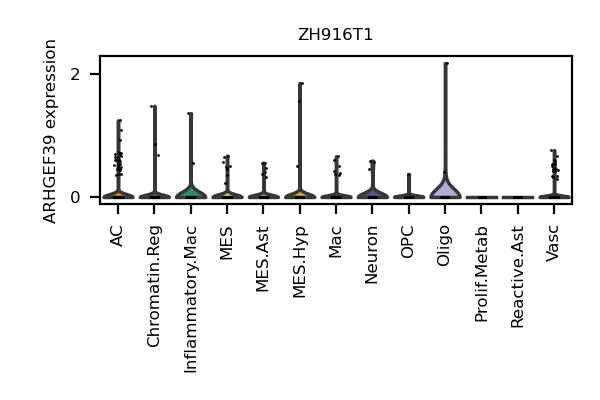 ZH916T1
ARHGEF39 expression
2
0
AC
Chromatin.Reg
Inflammatory.Mac
MES
MES.Ast
MES.Hyp
Mac
Neuron
OPC
Oligo
Prolif.Metab
Reactive.Ast
Vasc